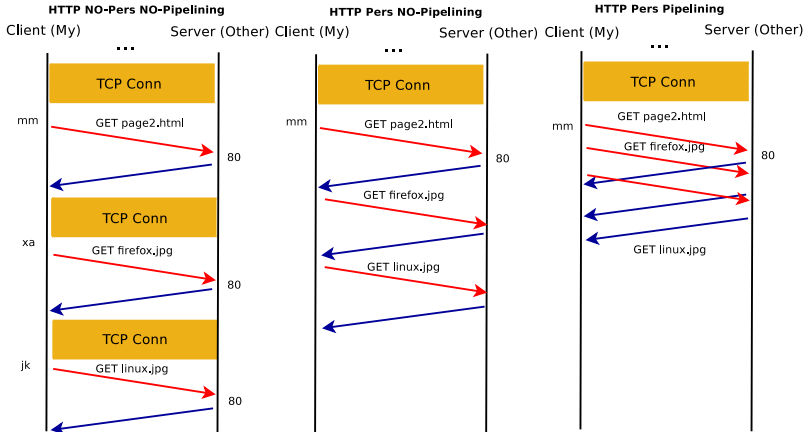 HTTP NO-Pers NO-Pipelining
Client (My)
Server (Other)
...
TCP Conn
mm
GET page2.html
80
TCP Conn
xa
GET firefox.jpg
80
TCP Conn
jk
GET linux.jpg
80
HTTP Pers NO-Pipelining
Client (My)
Server (Other)
...
TCP Conn
mm
GET page2.html
80
GET firefox.jpg
GET linux.jpg
HTTP Pers Pipelining
Client (My)
Server (Other)
...
TCP Conn
GET page2.html
mm
GET firefox.jpg
80
GET linux.jpg